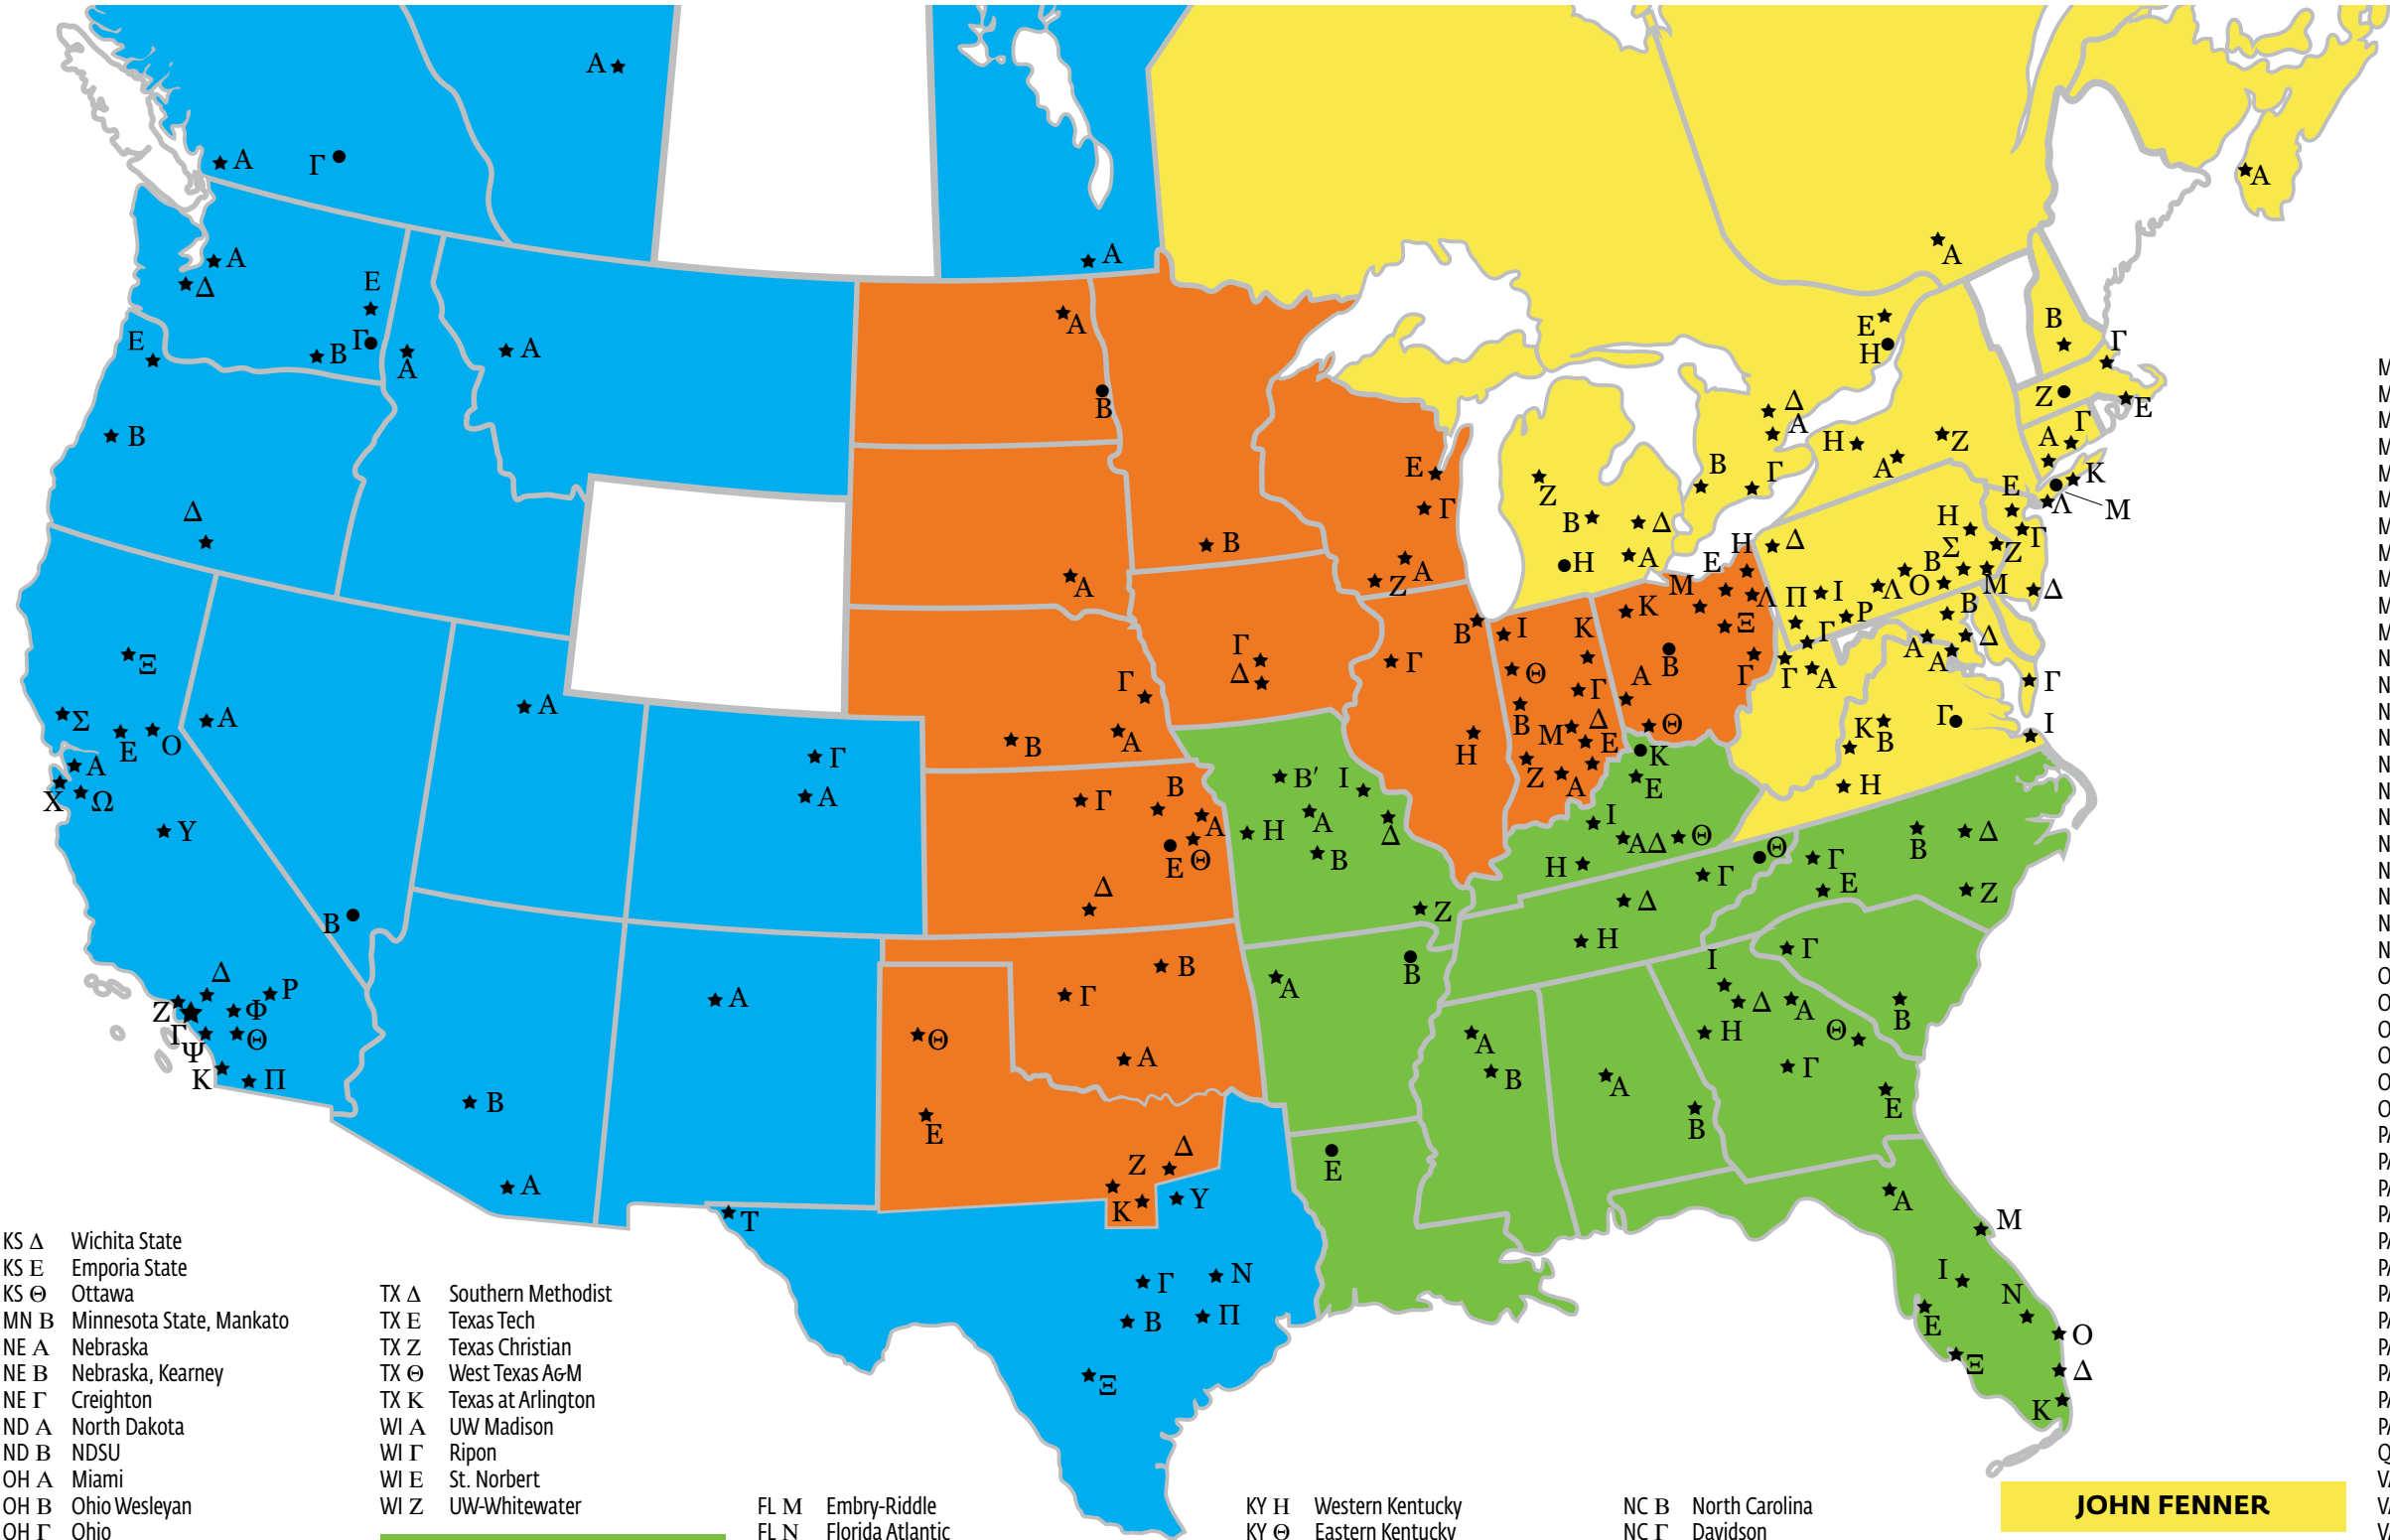 Α
Α
Γ
Α
Α
Α
Α
Δ
Ε
Α
Ε
Β
Γ
Α
Α
Β
Β
Δ
Α
Ε
Η
Β
Γ
Δ
Α
Ζ
Ε
Β
Γ
Η
Α
Ζ
Α
Γ
Κ
Μ
Λ
Ε
Ε
Γ
Ζ
Β
Δ
Η
Α
Β
Α
Ζ
Α
Β
Γ
Η
Δ
Ε
Μ
Λ
Ξ
Κ
Β
Γ
Α
Θ
Η
Σ
Ζ
Γ
Β
Ο
Λ
Μ
Δ
Π
Ι
Ρ
Γ
Β
Δ
Α
Α
Γ
Α
Γ
Γ
Ι
Κ
Β
Η
Ξ
Σ
Ε
Ο
Α
Α
Χ
Ω
Υ
Α
Γ
Α
Β
Γ
Α
Β
Γ
Δ
Β
Γ
Η
Ι
Κ
Θ
Γ
Β
Μ
Δ
Ε
Ζ
Α
Κ
Ε
Γ
Β
Α
Ε
Θ
Δ
Β′
Ι
Η
Α
Β
Δ
Ζ
Ι
ΑΔ
Θ
Η
Θ
Γ
Δ
Η
Γ
Ε
Β
Δ
Ζ
Β
Δ
Ρ
Ζ
Φ
Γ
Ψ
Θ
Κ
Π
Α
Β
Α
Β
Γ
Α
Θ
Ε
Ζ
Δ
Κ
Υ
Τ
Γ
Ν
Β
Π
Ξ
Α
Β
Ε
Α
Β
Α
Β
Ι
Δ
Η
Α
Γ
Θ
Ε
Γ
Β
Α
Μ
Ι
Ν
Ε
Ο
Ξ
Δ
Κ
KS Δ Wichita State
KS Ε Emporia State
KS Θ Ottawa
MN Β Minnesota State, Mankato
NE Α Nebraska
NE Β Nebraska, Kearney
NE Γ Creighton
ND Α North Dakota
ND Β NDSU
OH Α Miami
OH Β Ohio Wesleyan
OH Γ Ohio
TX Δ Southern Methodist
TX Ε Texas Tech
TX Ζ Texas Christian
TX Θ West Texas A&M
TX Κ Texas at Arlington
WI Α UW Madison
WI Γ Ripon
WI Ε St. Norbert
WI Ζ UW-Whitewater
FL Μ Embry-Riddle
FL Ν Florida Atlantic
KY Η Western Kentucky
KY Θ Eastern Kentucky
NC Β North Carolina
NC Γ Davidson
JOHN FENNER